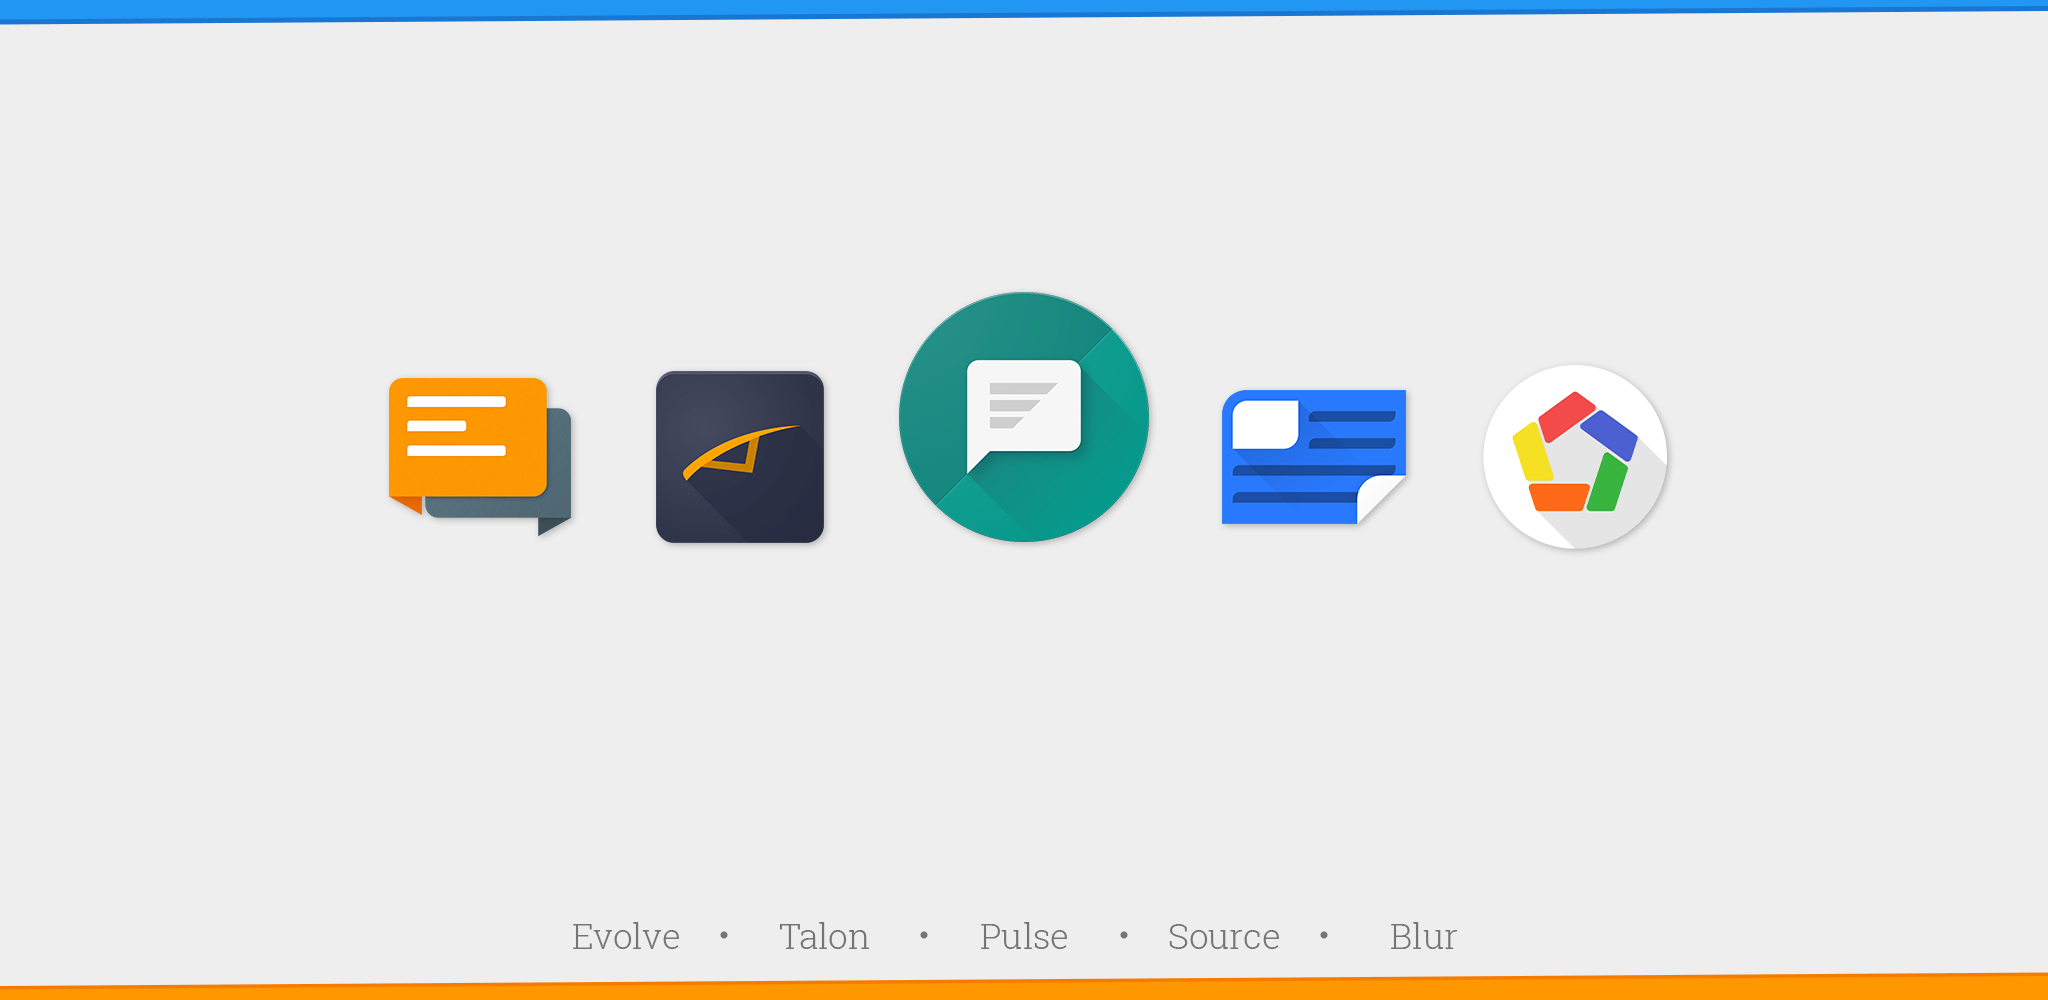 Evolve • Talon • Pulse • Source • Blur